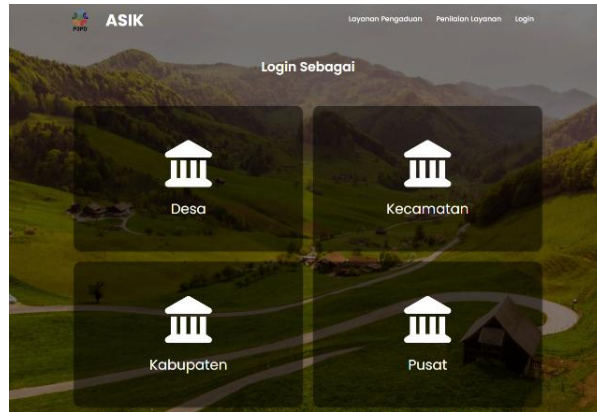 ASIK
Layanan Pengaduan Penilaian Layanan Login
Login Sebagai
Desa
Kecamatan
Kabupaten
Pusat